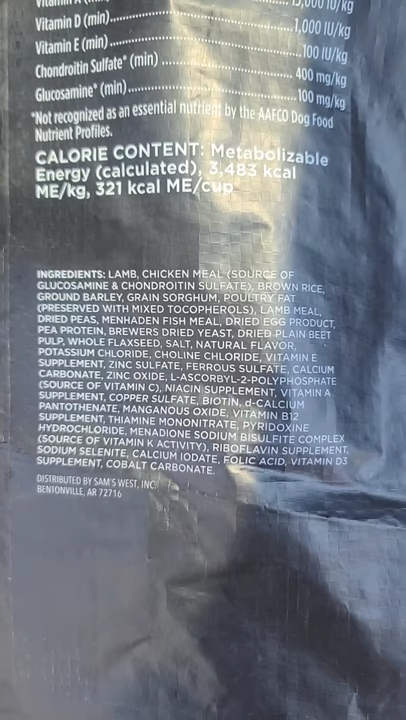 Vitamin A (min)
15,000 IU/kg
Vitamin D (min)..........1,000 IU/kg
Vitamin E (min)..........100 IU/kg
Chondroitin Sulfate* (min) ..........400 mg/kg
Glucosamine* (min)..........100 mg/kg
*Not recognized as an essential nutrient by the AAFCO Dog Food
Nutrient Profiles.
CALORIE CONTENT: Metabolizable
Energy (calculated), 3,483 kcal
ME/kg, 321 kcal ME/cup
INGREDIENTS: LAMB, CHICKEN MEAL (SOURCE OF
GLUCOSAMINE & CHONDROITIN SULFATE), BROWN RICE,
GROUND BARLEY, GRAIN SORGHUM, POULTRY FAT
(PRESERVED WITH MIXED TOCOPHEROLS), LAMB MEAL,
DRIED PEAS, MENHADEN FISH MEAL, DRIED EGG PRODUCT,
PEA PROTEIN, BREWERS DRIED YEAST, DRIED PLAIN BEET
PULP, WHOLE FLAXSEED, SALT, NATURAL FLAVOR,
POTASSIUM CHLORIDE, CHOLINE CHLORIDE, VITAMIN E
SUPPLEMENT, ZINC SULFATE, FERROUS SULFATE, CALCIUM
CARBONATE, ZINC OXIDE, L-ASCORBYL-2-POLYPHOSPHATE
(SOURCE OF VITAMIN C), NIACIN SUPPLEMENT, VITAMIN A
SUPPLEMENT, COPPER SULFATE, BIOTIN, d-CALCIUM
PANTOTHENATE, MANGANOUS OXIDE, VITAMIN B12
SUPPLEMENT, THIAMINE MONONITRATE, PYRIDOXINE
HYDROCHLORIDE, MENADIONE SODIUM BISULFITE COMPLEX
(SOURCE OF VITAMIN K ACTIVITY), RIBOFLAVIN SUPPLEMENT,
SODIUM SELENITE, CALCIUM IODATE, FOLIC ACID, VITAMIN D3
SUPPLEMENT, COBALT CARBONATE.
DISTRIBUTED BY SAM'S WEST, INC.
BENTONVILLE, AR 72716